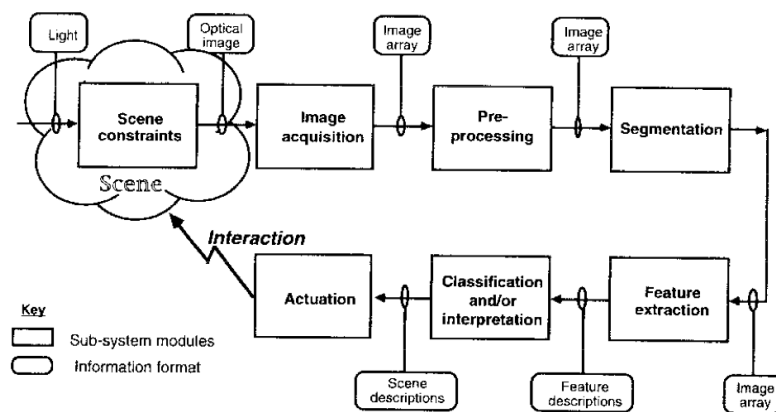 Light
Optical
image
Image
array
Image
array
Scene
constraints
Image
acquisition
Pre-
processing
Segmentation
Scene
Interaction
Actuation
Classification
and/or
interpretation
Feature
extraction
Key
Sub-system modules
Information format
Scene
descriptions
Feature
descriptions
Image
array